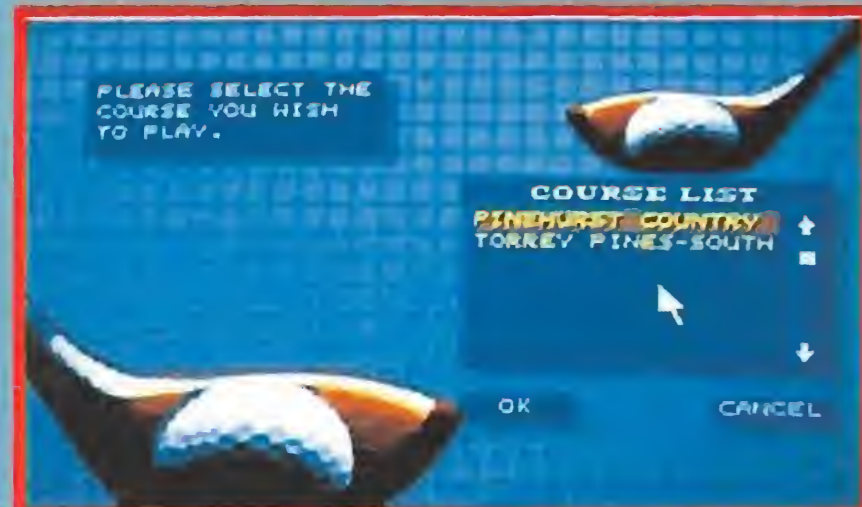 PLEASE SELECT THE
COURSE YOU WISH
TO PLAY.
COURSE LIST
PINEHURST COUNTRY
TORREY PINES-SOUTH
OK
CANCEL